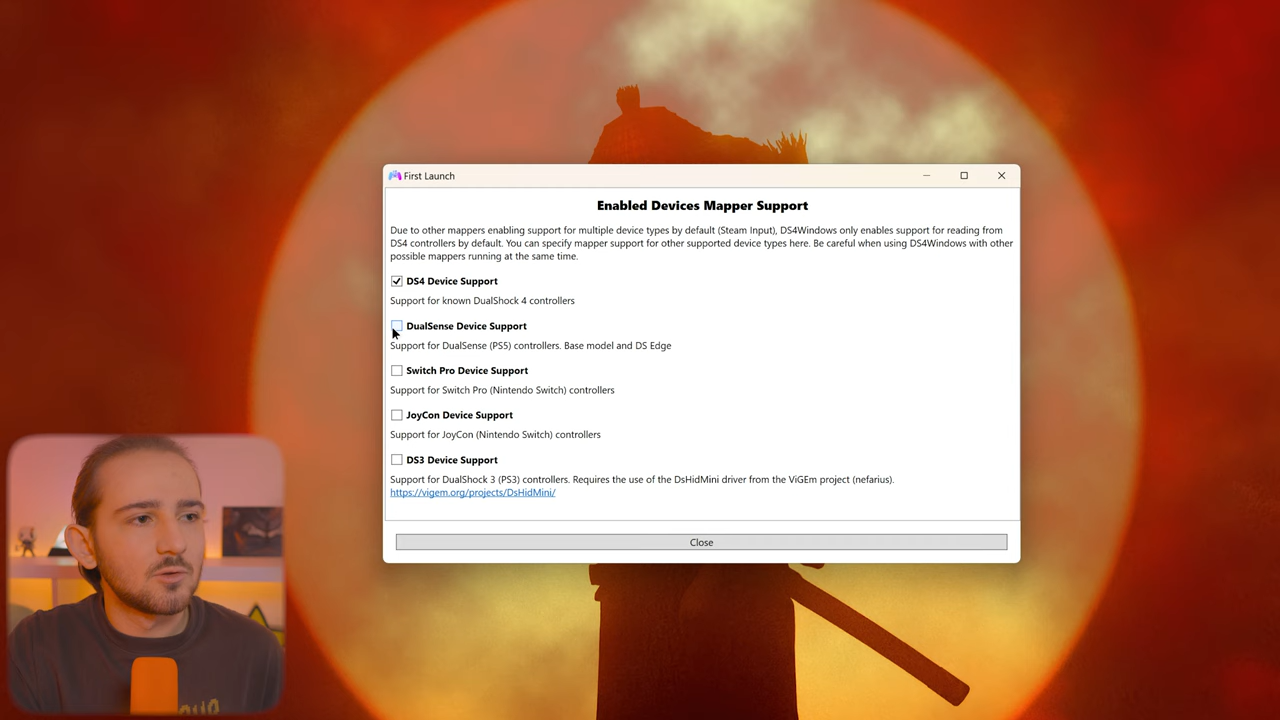 First Launch
Enabled Devices Mapper Support
Due to other mappers enabling support for multiple device types by default (Steam Input), DS4Windows only enables support for reading from
DS4 controllers by default. You can specify mapper support for other supported device types here. Be careful when using DS4Windows with other
possible mappers running at the same time.
DS4 Device Support
Support for known DualShock 4 controllers
DualSense Device Support
Support for DualSense (PS5) controllers. Base model and DS Edge
Switch Pro Device Support
Support for Switch Pro (Nintendo Switch) controllers
JoyCon Device Support
Support for JoyCon (Nintendo Switch) controllers
DS3 Device Support
Support for DualShock 3 (PS3) controllers. Requires the use of the DsHidMini driver from the ViGEm project (nefarius).
https://vigem.org/projects/DsHidMini/
Close